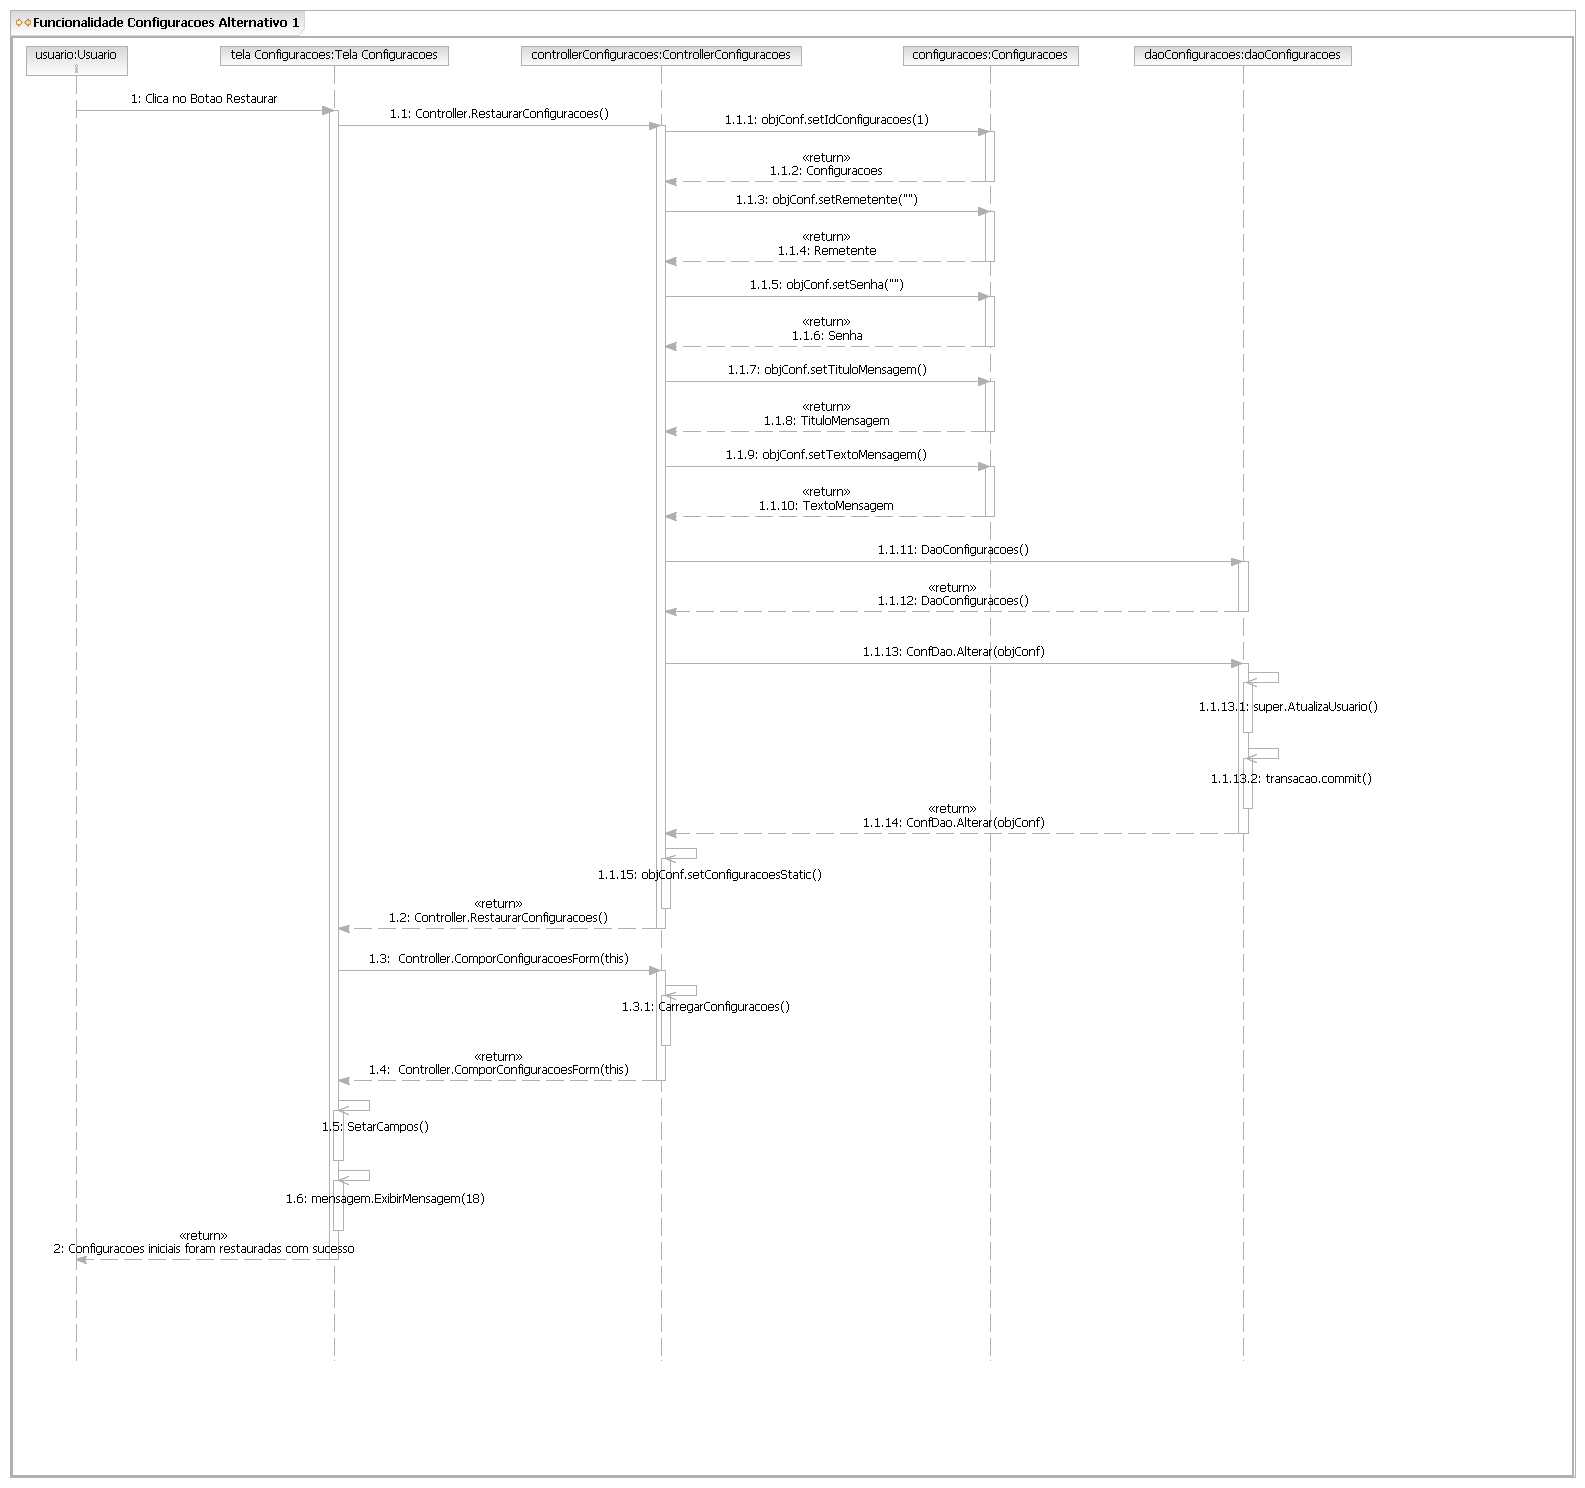 Funcionalidade Configuracoes Alternativo 1
usuario:Usuario
tela Configuracoes:Tela Configuracoes
controllerConfiguracoes:ControllerConfiguracoes
configuracoes:Configuracoes
daoConfiguracoes:daoConfiguracoes
1: Clica no Botao Restaurar
1.1: Controller.RestaurarConfiguracoes()
1.1.1: objConf.setIdConfiguracoes(1)
«return»
1.1.2: Configuracoes
1.1.3: objConf.setRemetente("")
«return»
1.1.4: Remetente
1.1.5: objConf.setSenha("")
«return»
1.1.6: Senha
1.1.7: objConf.setTituloMensagem()
«return»
1.1.8: TituloMensagem
1.1.9: objConf.setTextoMensagem()
«return»
1.1.10: TextoMensagem
1.1.11: DaoConfiguracoes()
«return»
1.1.12: DaoConfiguracoes()
1.1.13: ConfDao.Alterar(objConf)
1.1.13.1: super.AtualizaUsuario()
1.1.13.2: transacao.commit()
«return»
1.1.14: ConfDao.Alterar(objConf)
1.1.15: objConf.setConfiguracoesStatic()
«return»
1.2: Controller.RestaurarConfiguracoes()
1.3:  Controller.ComporConfiguracoesForm(this)
1.3.1: CarregarConfiguracoes()
«return»
1.4:  Controller.ComporConfiguracoesForm(this)
1.5: SetarCampos()
1.6: mensagem.ExibirMensagem(18)
«return»
2: Configuracoes iniciais foram restauradas com sucesso